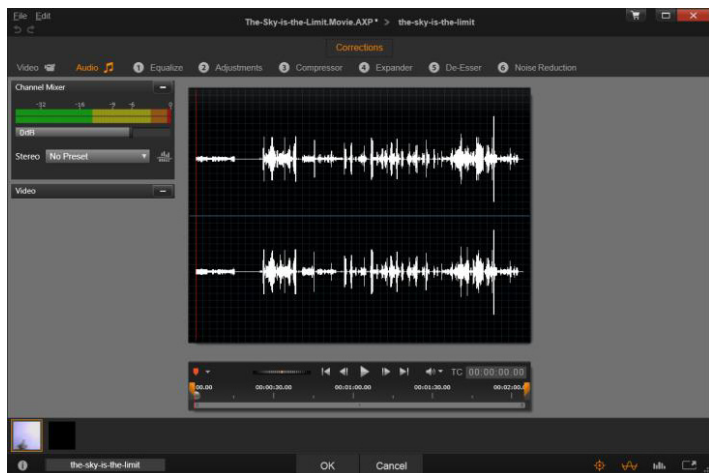 File Edit
The-Sky-is-the-Limit.Movie.AXP* > the-sky-is-the-limit
Corrections
Video Audio 1 Equalize 2 Adjustments 3 Compressor 4 Expander 5 De-Esser 6 Noise Reduction
Channel Mixer
-32 -16 -9 -6 0
0dB
Stereo No Preset
Video
TC 00:00:00.00
00.00 00:00:30.00 00:01:00.00 00:01:30.00 00:02:00.0
the-sky-is-the-limit OK Cancel